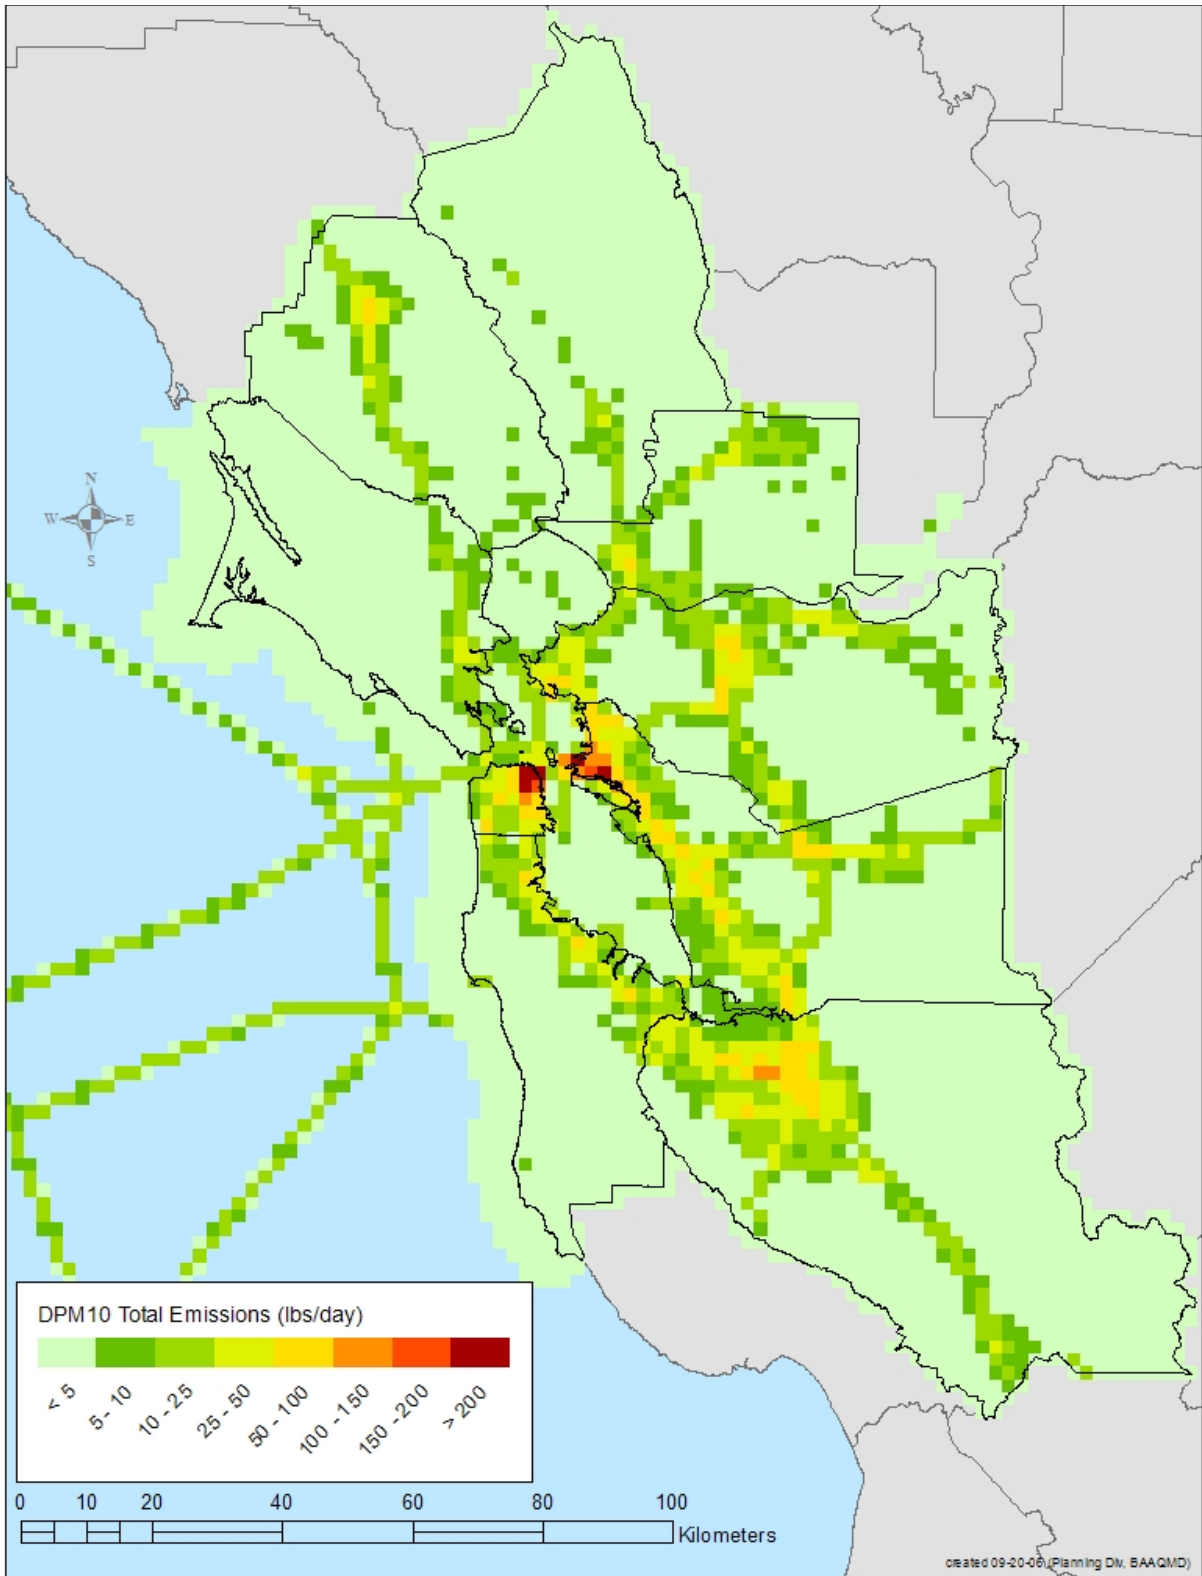 N
W E
S
DPM10 Total Emissions (lbs/day)
< 5
5 - 10
10 - 25
25 - 50
50 - 100
100 - 150
150 - 200
> 200
0 10 20 40 60 80 100
Kilometers
created 09-20-06 (Planning Div, BAAQMD)